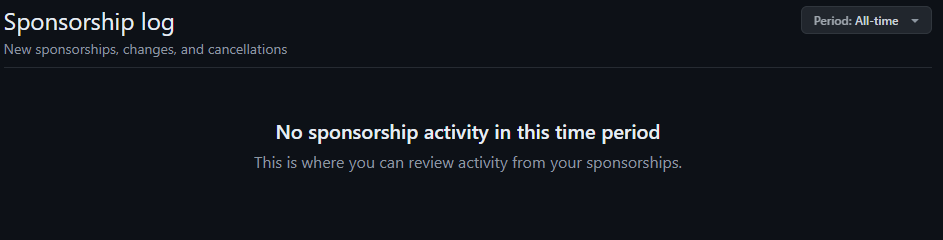 Sponsorship log
Period: All-time
New sponsorships, changes, and cancellations
No sponsorship activity in this time period
This is where you can review activity from your sponsorships.